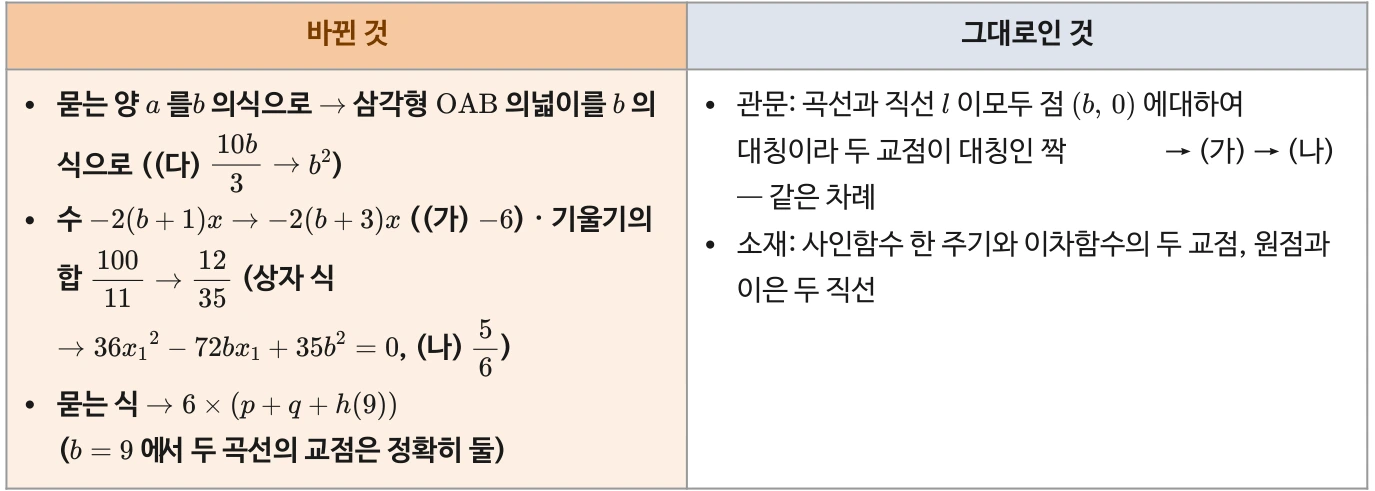 바뀐 것
• 묻는 양 a 를b 의식으로 → 삼각형 OAB 의넓이를 b 의
식으로 ((다) 10b/3 → b²)
• 수 −2(b + 1)x → −2(b + 3)x ((가) −6) · 기울기의
합 100/11 → 12/35 (상자 식
→ 36x₁² − 72bx₁ + 35b² = 0, (나) 5/6)
• 묻는 식 → 6 × (p + q + h(9))
(b = 9 에서 두 곡선의 교점은 정확히 둘)
그대로인 것
• 관문: 곡선과 직선 l 이모두 점 (b, 0) 에대하여
대칭이라 두 교점이 대칭인 짝 → (가) → (나)
— 같은 차례
• 소재: 사인함수 한 주기와 이차함수의 두 교점, 원점과
이은 두 직선